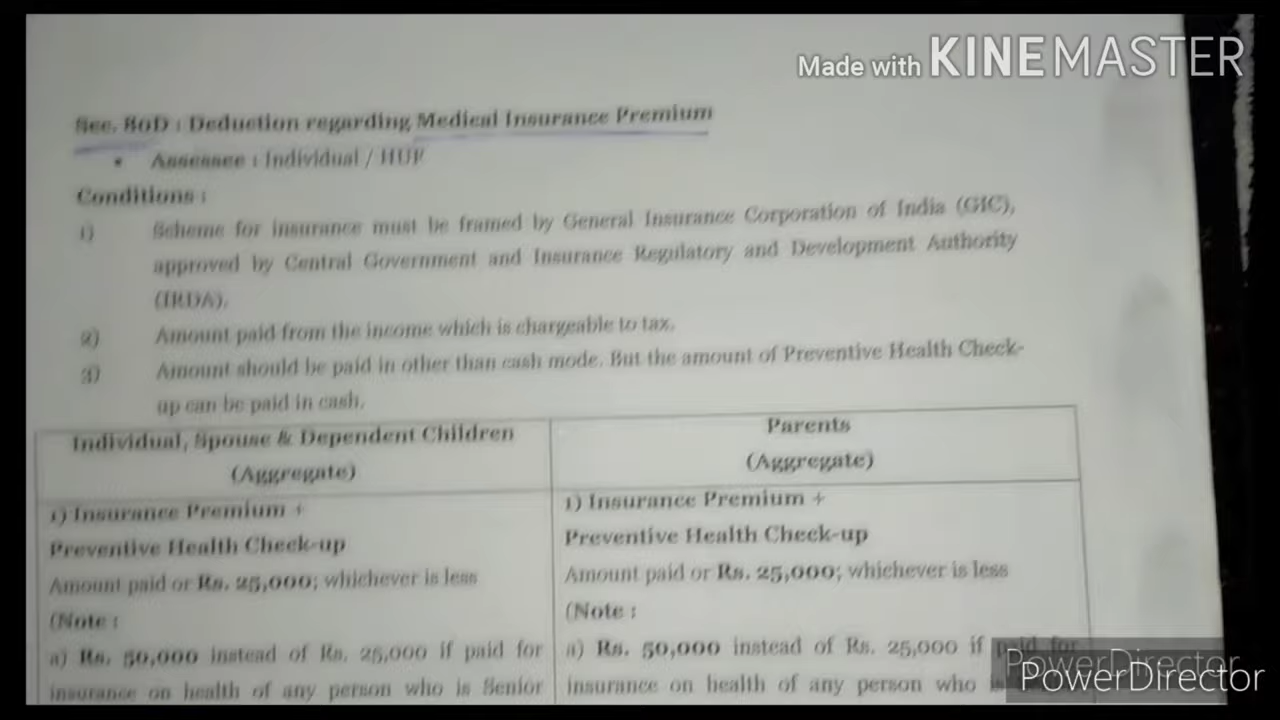 Made with KINEMASTER
Sec. 80D : Deduction regarding Medical Insurance Premium
• Assessee : Individual / HUF
Conditions :
1) Scheme for insurance must be framed by General Insurance Corporation of India (GIC),
approved by Central Government and Insurance Regulatory and Development Authority
(IRDA).
2) Amount paid from the income which is chargeable to tax.
3) Amount should be paid in other than cash mode. But the amount of Preventive Health Check-
up can be paid in cash.
Individual, Spouse & Dependent Children
(Aggregate)
1) Insurance Premium +
Preventive Health Check-up
Amount paid or Rs. 25,000; whichever is less
(Note :
a) Rs. 50,000 instead of Rs. 25,000 if paid for
insurance on health of any person who is Senior
Parents
(Aggregate)
1) Insurance Premium +
Preventive Health Check-up
Amount paid or Rs. 25,000; whichever is less
(Note :
a) Rs. 50,000 instead of Rs. 25,000 if paid for
insurance on health of any person who
PowerDirector
PowerDirector